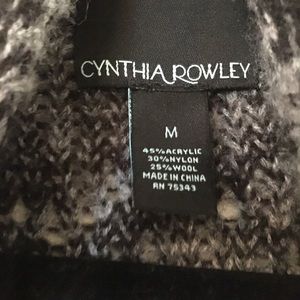 CYNTHIA ROWLEY
M
45% ACRYLIC
30% NYLON
25% WOOL
MADE IN CHINA
RN 75343